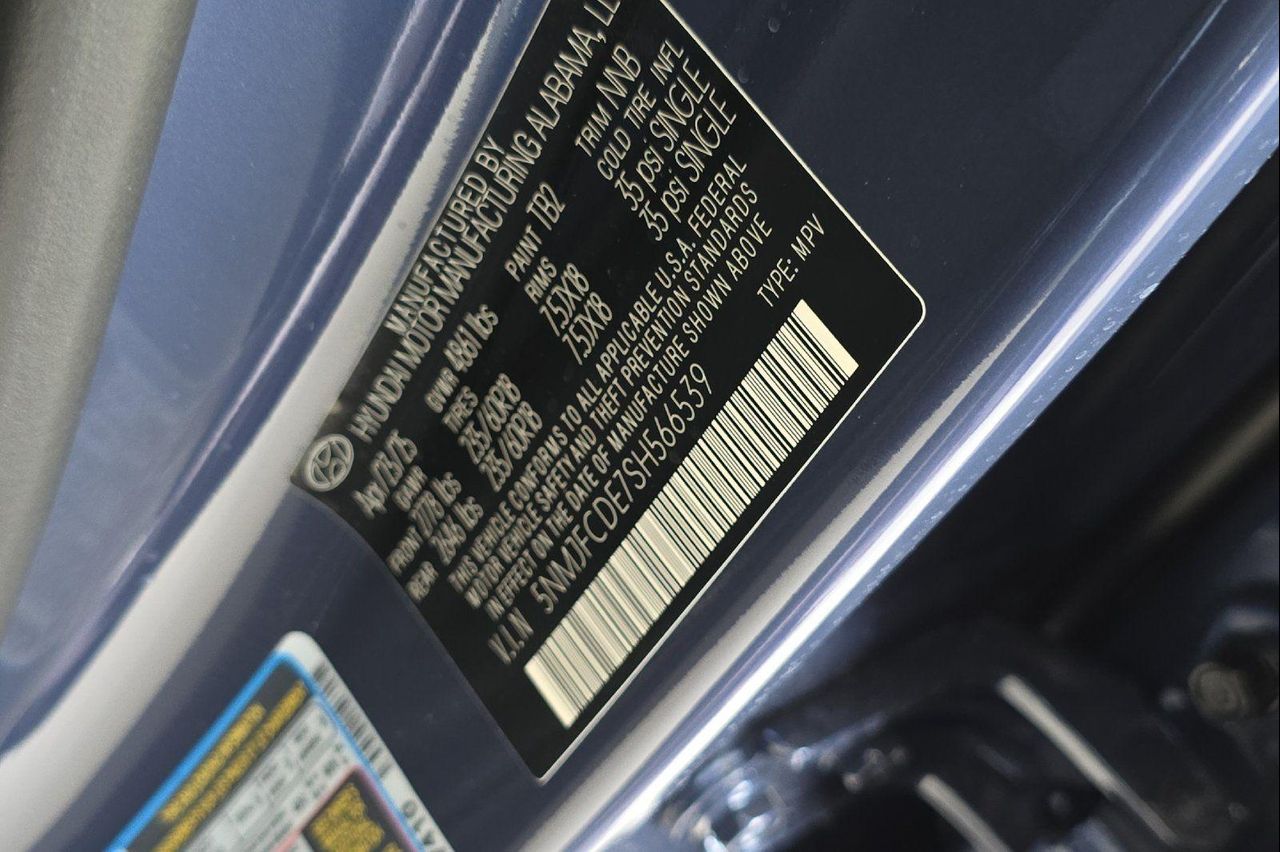 MANUFACTURED BY
HYUNDAI MOTOR MANUFACTURING ALABAMA, LL
Apr/23/25 GVWR 4861 lbs PAINT TB2 TRIM NNB
GAWR TIRES RIMS COLD TIRE INFL
FRONT 2778 lbs 235/60R18 7.5JX18 35 psi SINGLE
REAR 2646 lbs 235/60R18 7.5JX18 35 psi SINGLE
THIS VEHICLE CONFORMS TO ALL APPLICABLE U.S.A. FEDERAL
MOTOR VEHICLE SAFETY AND THEFT PREVENTION STANDARDS
IN EFFECT ON THE DATE OF MANUFACTURE SHOWN ABOVE
V.I.N 5NMJFCDE7SH566539 TYPE: MPV